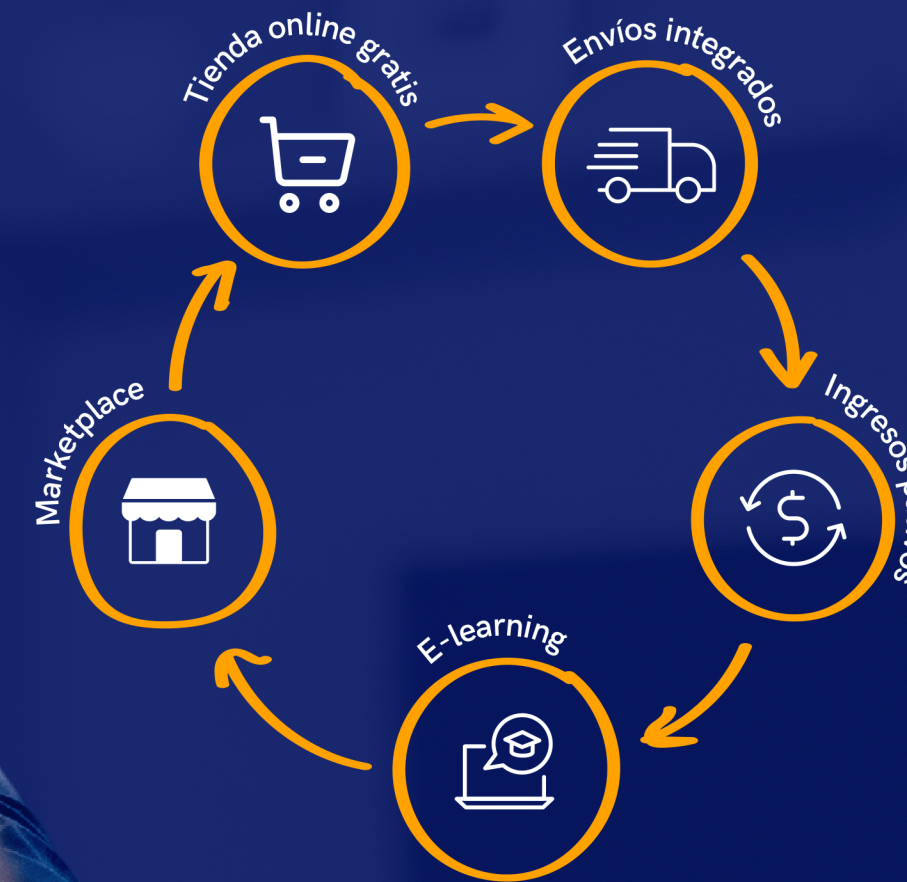 Tienda online gratis
Envíos integrados
Ingresos
E-learning
Marketplace